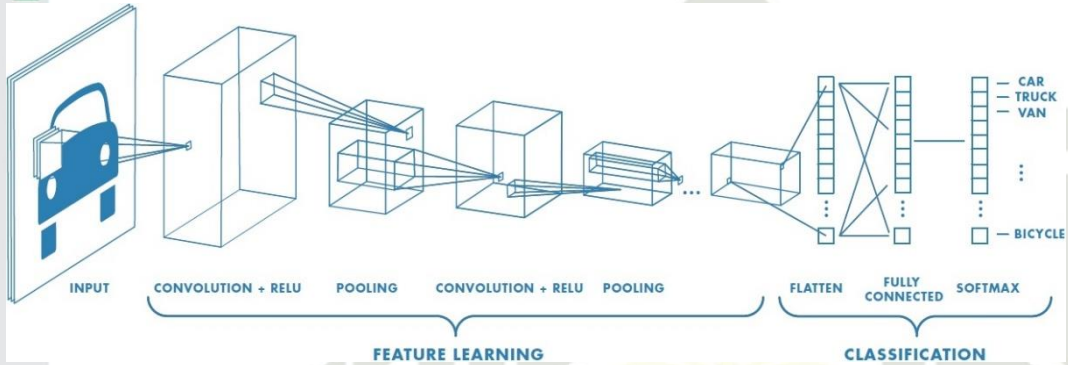 CAR
TRUCK
VAN
BICYCLE
INPUT
CONVOLUTION + RELU
POOLING
CONVOLUTION + RELU
POOLING
FLATTEN
FULLY
CONNECTED
SOFTMAX
FEATURE LEARNING
CLASSIFICATION